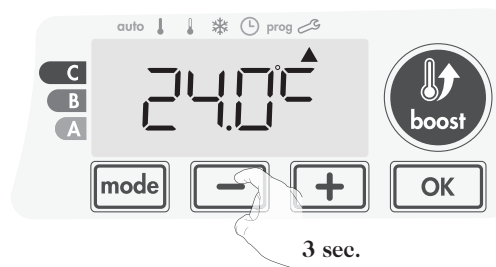 auto prog
C
B
A
24.0°C
boost
mode - + OK
3 sec.